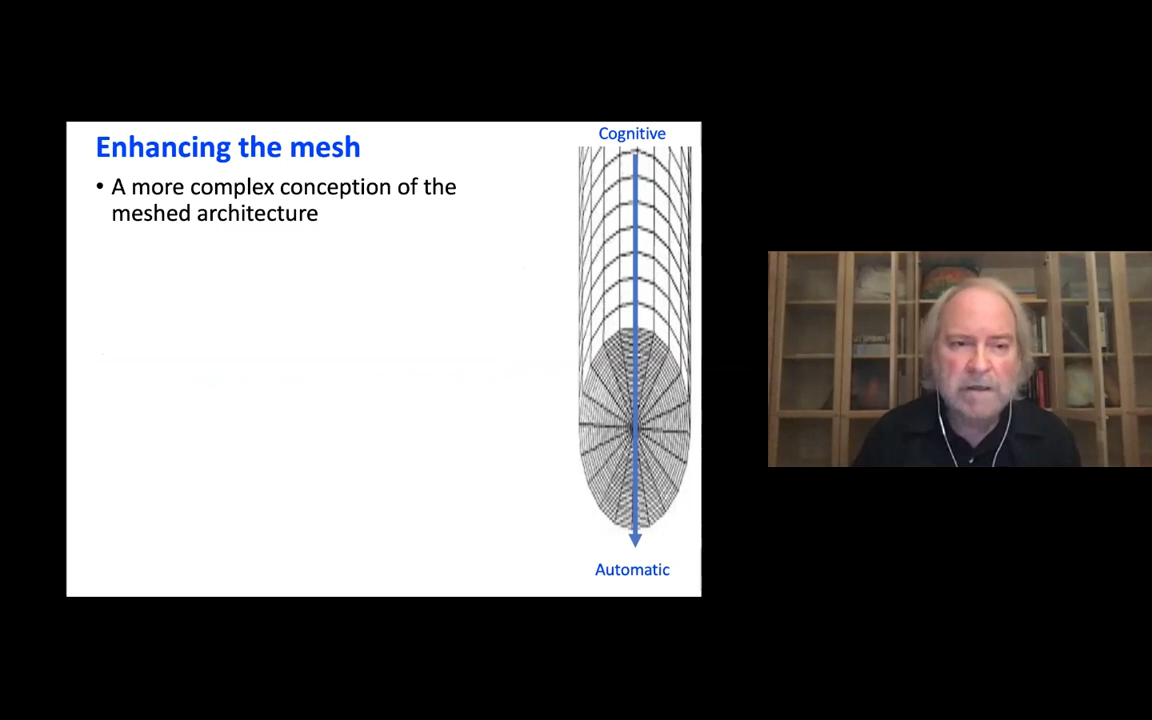 Enhancing the mesh
• A more complex conception of the
meshed architecture
Cognitive
Automatic